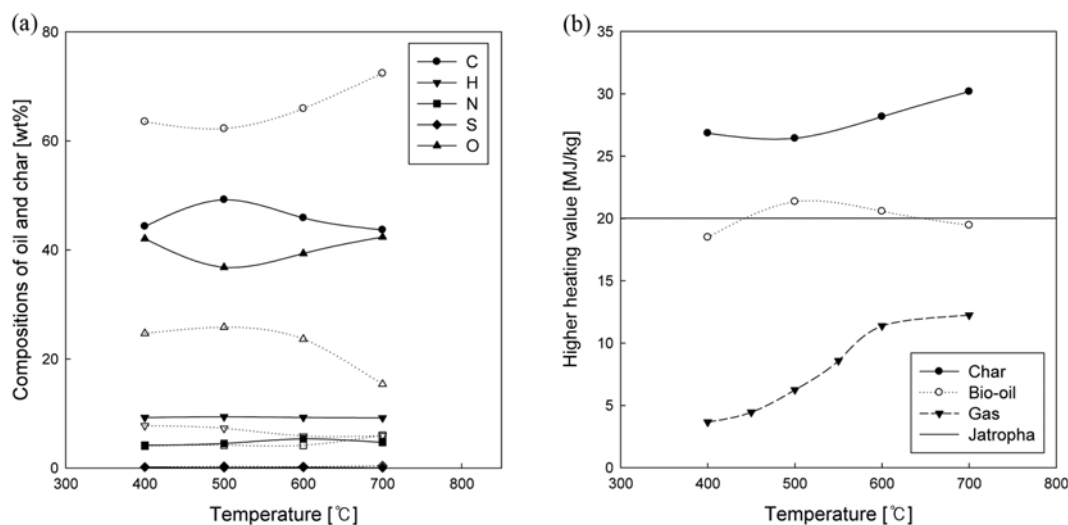 (a)
Compositions of oil and char [wt%]
80
60
40
20
0
300 400 500 600 700 800
Temperature [℃]
C
H
N
S
O
(b)
Higher heating value [MJ/kg]
35
30
25
20
15
10
5
0
300 400 500 600 700 800
Temperature [℃]
Char
Bio-oil
Gas
Jatropha